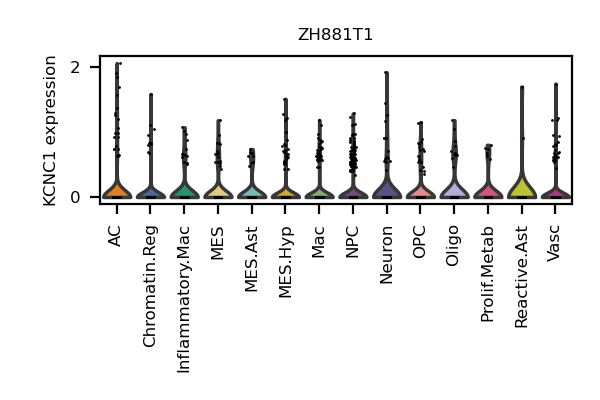 ZH881T1
KCNC1 expression
2
0
AC
Chromatin.Reg
Inflammatory.Mac
MES
MES.Ast
MES.Hyp
Mac
NPC
Neuron
OPC
Oligo
Prolif.Metab
Reactive.Ast
Vasc